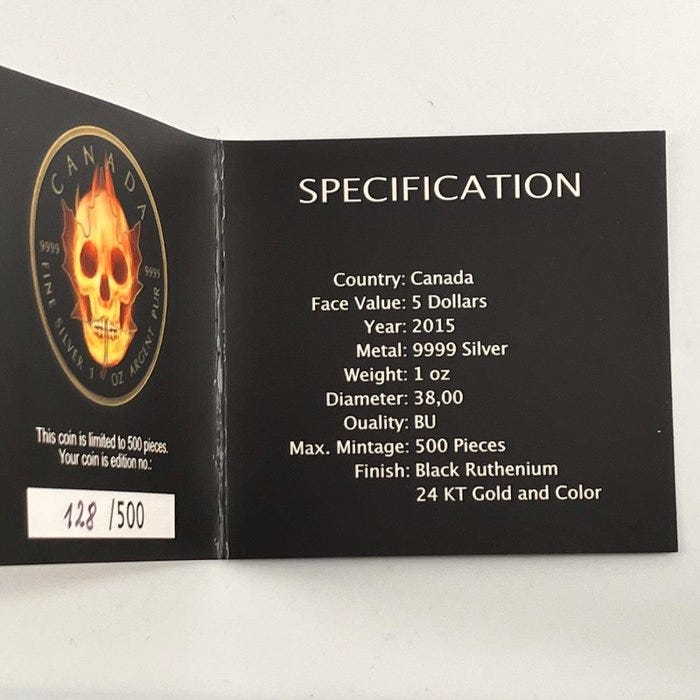 CANADA
9999
9999
FINE SILVER 1 OZ ARGENT PUR
This coin is limited to 500 pieces.
Your coin is edition no.:
128 /500
SPECIFICATION
Country: Canada
Face Value: 5 Dollars
Year: 2015
Metal: 9999 Silver
Weight: 1 oz
Diameter: 38,00
Ouality: BU
Max. Mintage: 500 Pieces
Finish: Black Ruthenium
24 KT Gold and Color